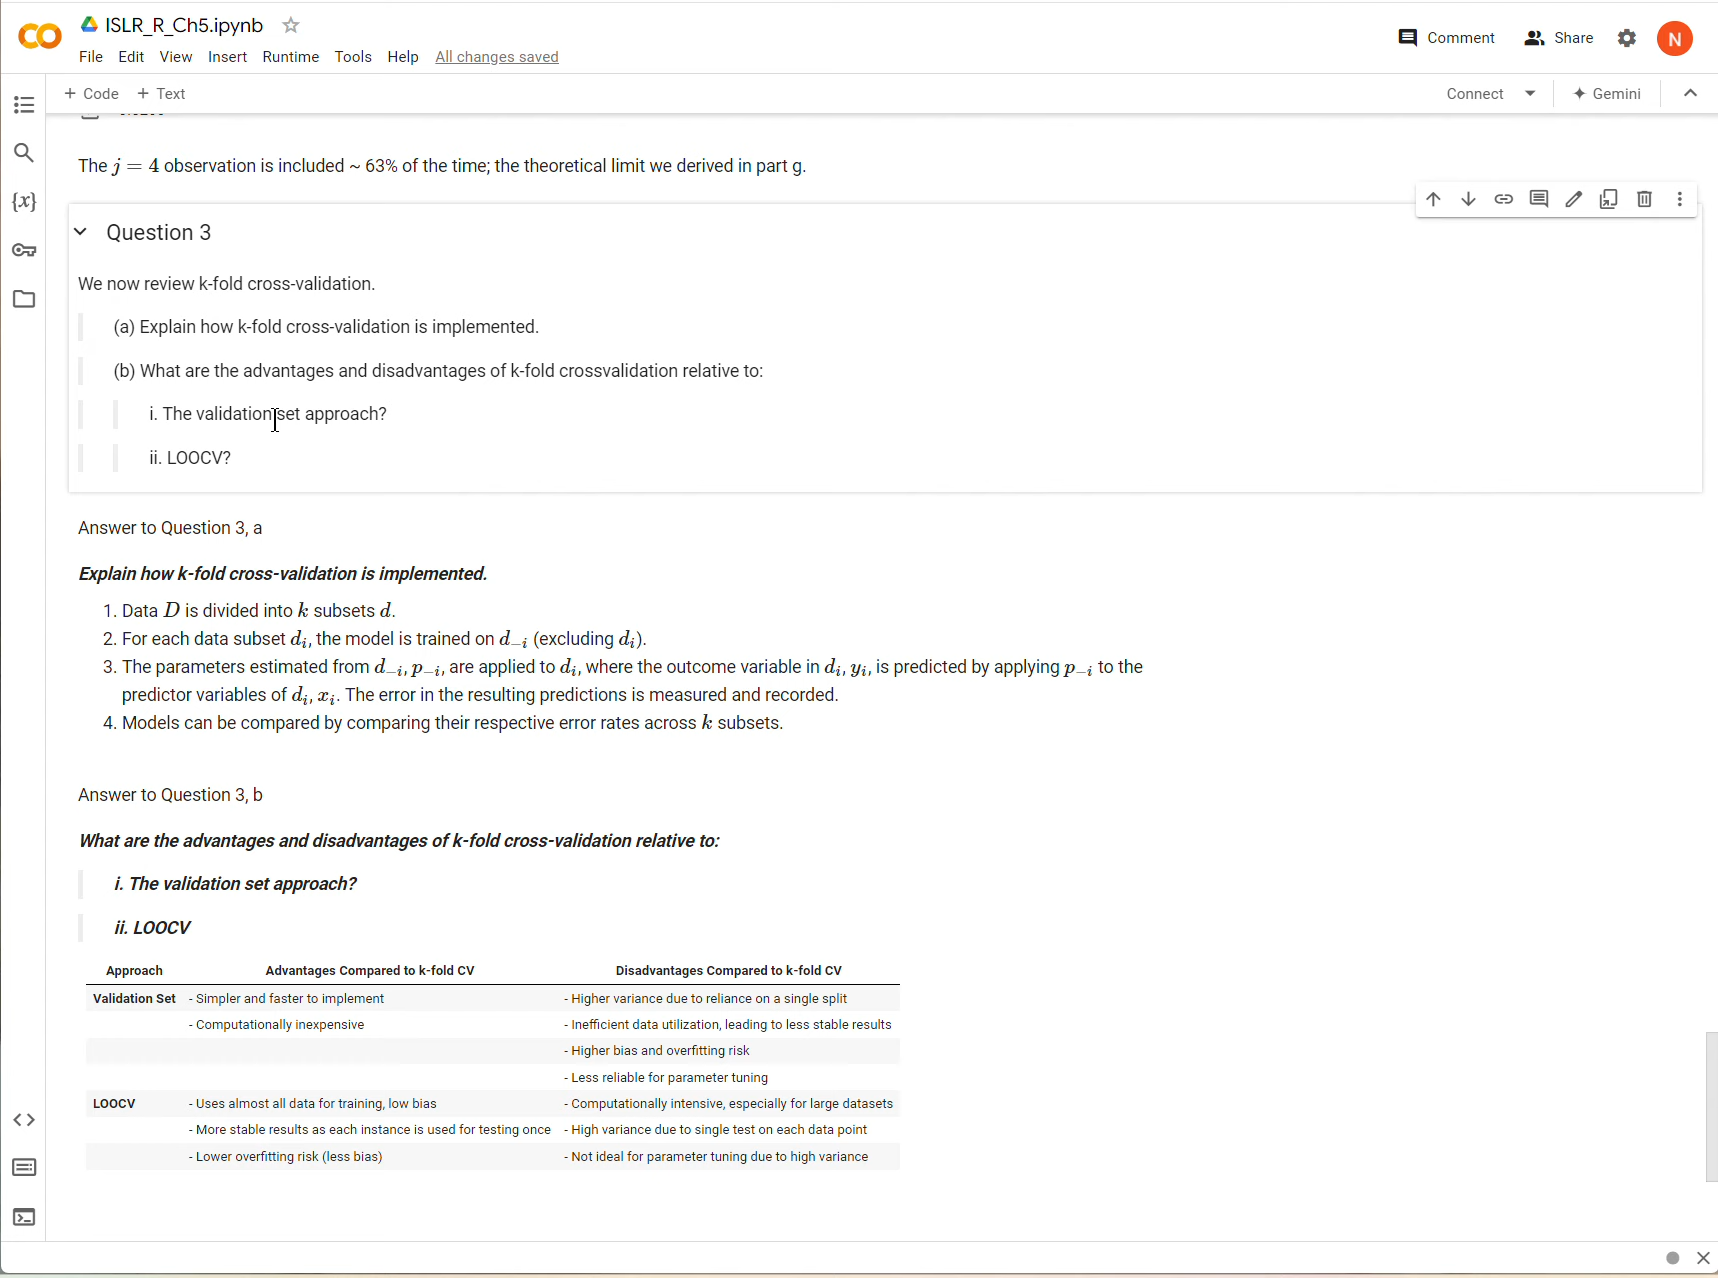 ISLR_R_Ch5.ipynb
File Edit View Insert Runtime Tools Help All changes saved
Comment Share N
+ Code + Text
Connect Gemini
The j = 4 observation is included ~ 63% of the time; the theoretical limit we derived in part g.
Question 3
We now review k-fold cross-validation.
(a) Explain how k-fold cross-validation is implemented.
(b) What are the advantages and disadvantages of k-fold crossvalidation relative to:
i. The validation set approach?
ii. LOOCV?
Answer to Question 3, a
Explain how k-fold cross-validation is implemented.
1. Data D is divided into k subsets d.
2. For each data subset d_i, the model is trained on d_−i (excluding d_i).
3. The parameters estimated from d_−i, p_−i, are applied to d_i, where the outcome variable in d_i, y_i, is predicted by applying p_−i to the
predictor variables of d_i, x_i. The error in the resulting predictions is measured and recorded.
4. Models can be compared by comparing their respective error rates across k subsets.
Answer to Question 3, b
What are the advantages and disadvantages of k-fold cross-validation relative to:
i. The validation set approach?
ii. LOOCV
Approach Advantages Compared to k-fold CV Disadvantages Compared to k-fold CV
Validation Set - Simpler and faster to implement - Higher variance due to reliance on a single split
- Computationally inexpensive - Inefficient data utilization, leading to less stable results
- Higher bias and overfitting risk
- Less reliable for parameter tuning
LOOCV - Uses almost all data for training, low bias - Computationally intensive, especially for large datasets
- More stable results as each instance is used for testing once - High variance due to single test on each data point
- Lower overfitting risk (less bias) - Not ideal for parameter tuning due to high variance